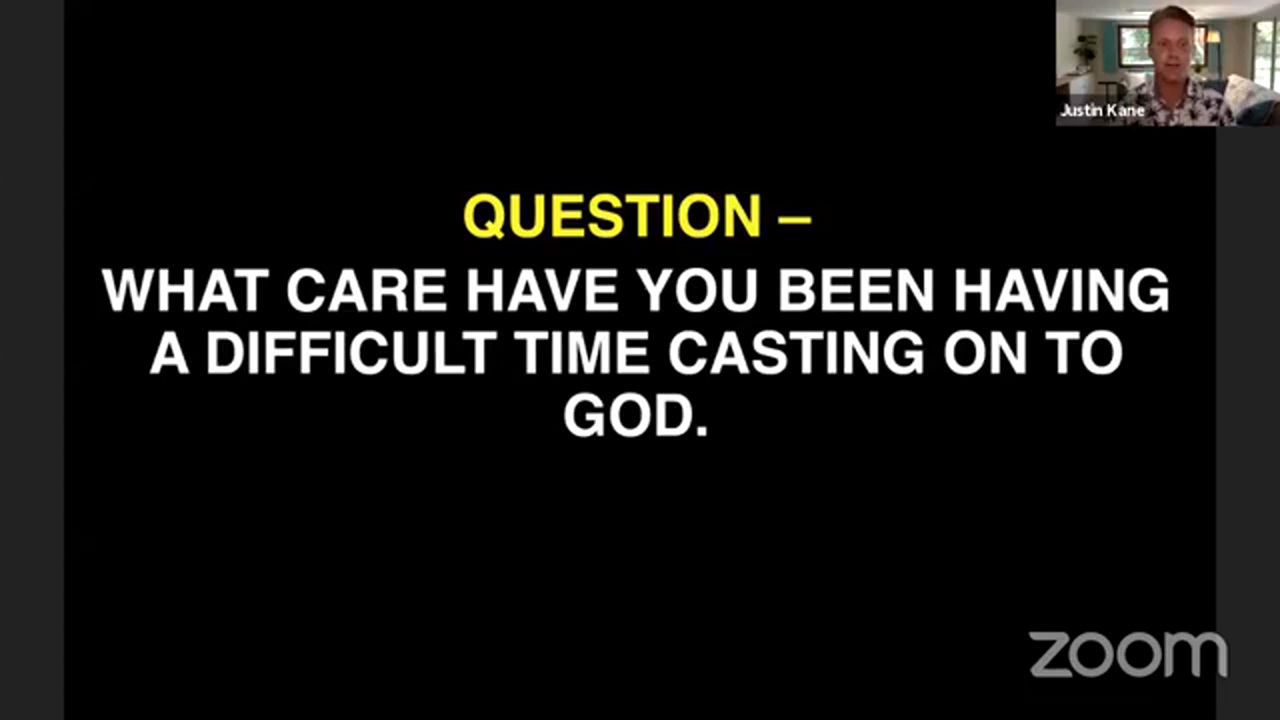 Justin Kane
QUESTION –
WHAT CARE HAVE YOU BEEN HAVING
A DIFFICULT TIME CASTING ON TO
GOD.
zoom